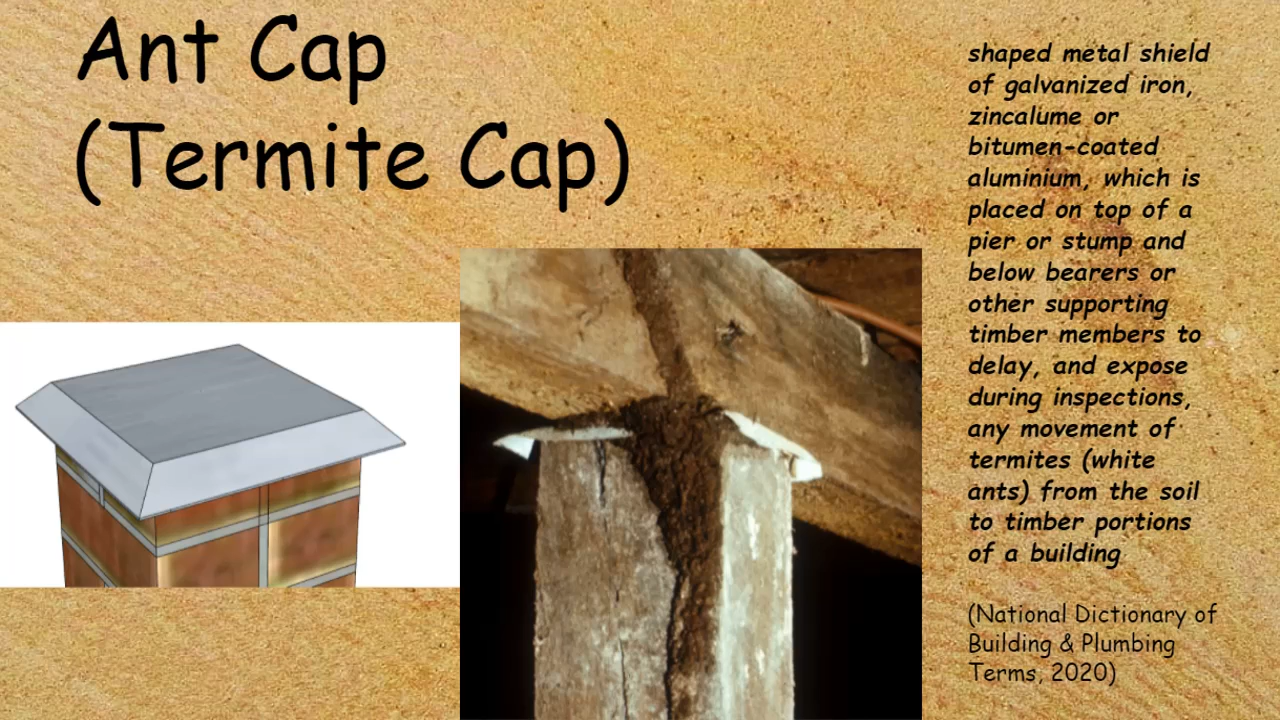 Ant Cap
(Termite Cap)
shaped metal shield
of galvanized iron,
zincalume or
bitumen-coated
aluminium, which is
placed on top of a
pier or stump and
below bearers or
other supporting
timber members to
delay, and expose
during inspections,
any movement of
termites (white
ants) from the soil
to timber portions
of a building
(National Dictionary of
Building & Plumbing
Terms, 2020)